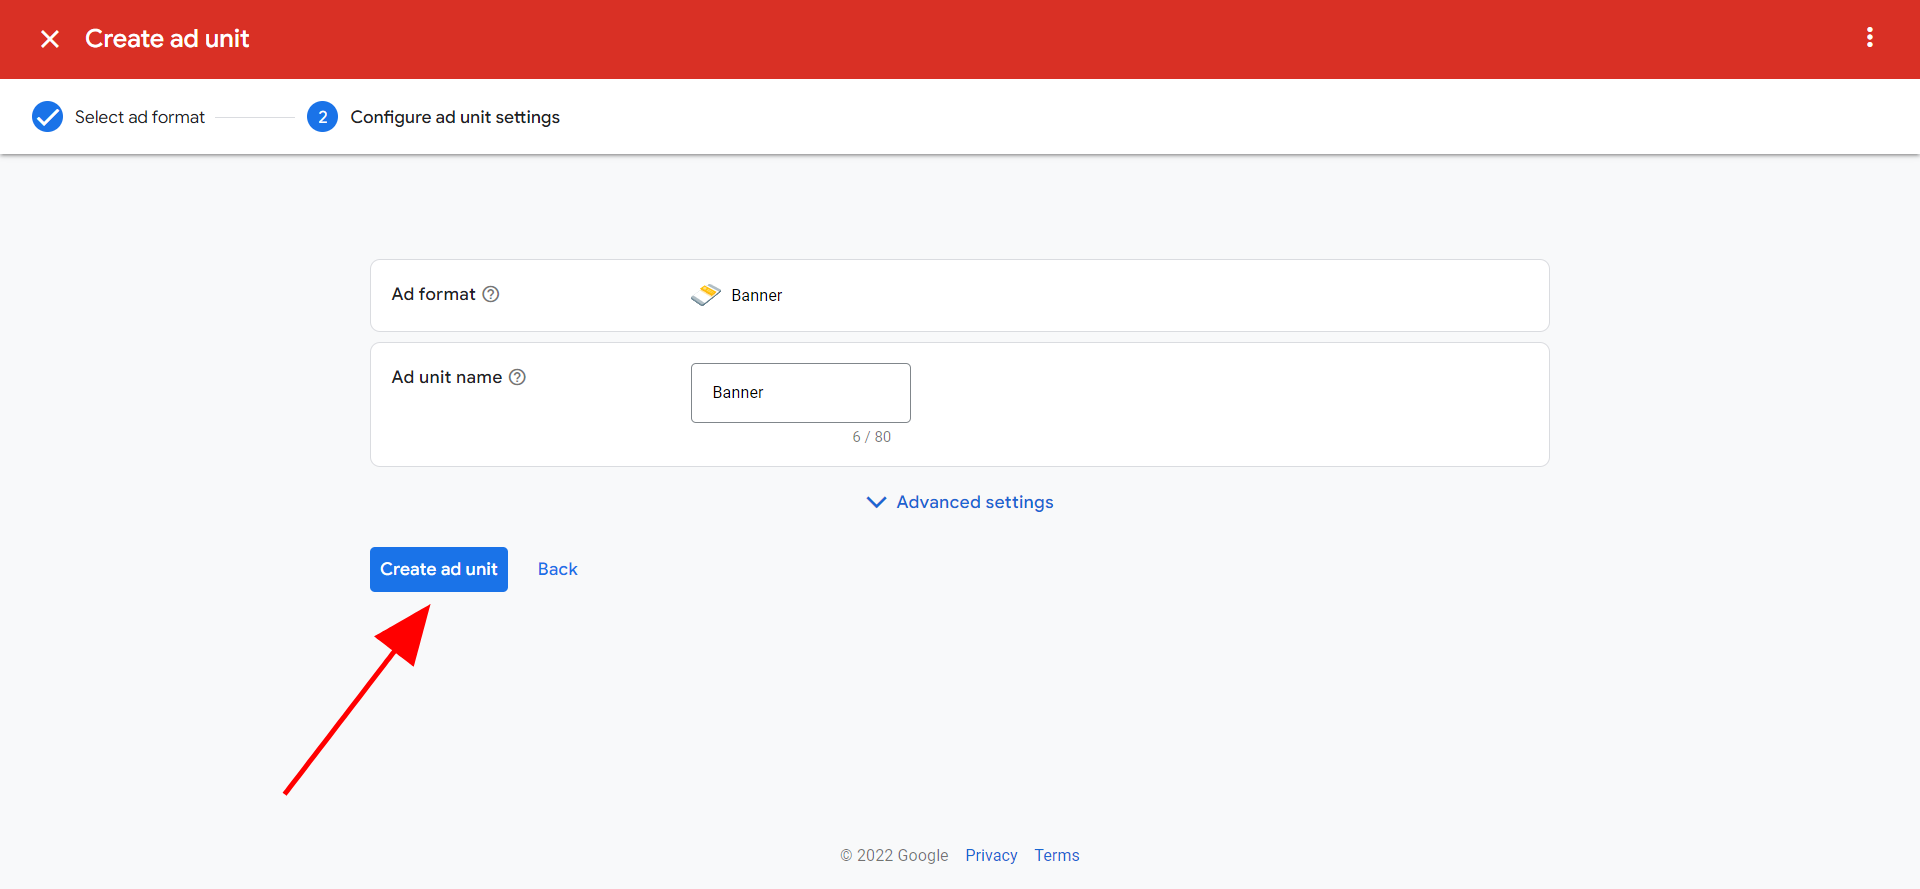 Create ad unit
Select ad format
2 Configure ad unit settings
Ad format
Banner
Ad unit name
Banner
6 / 80
Advanced settings
Create ad unit Back
© 2022 Google Privacy Terms